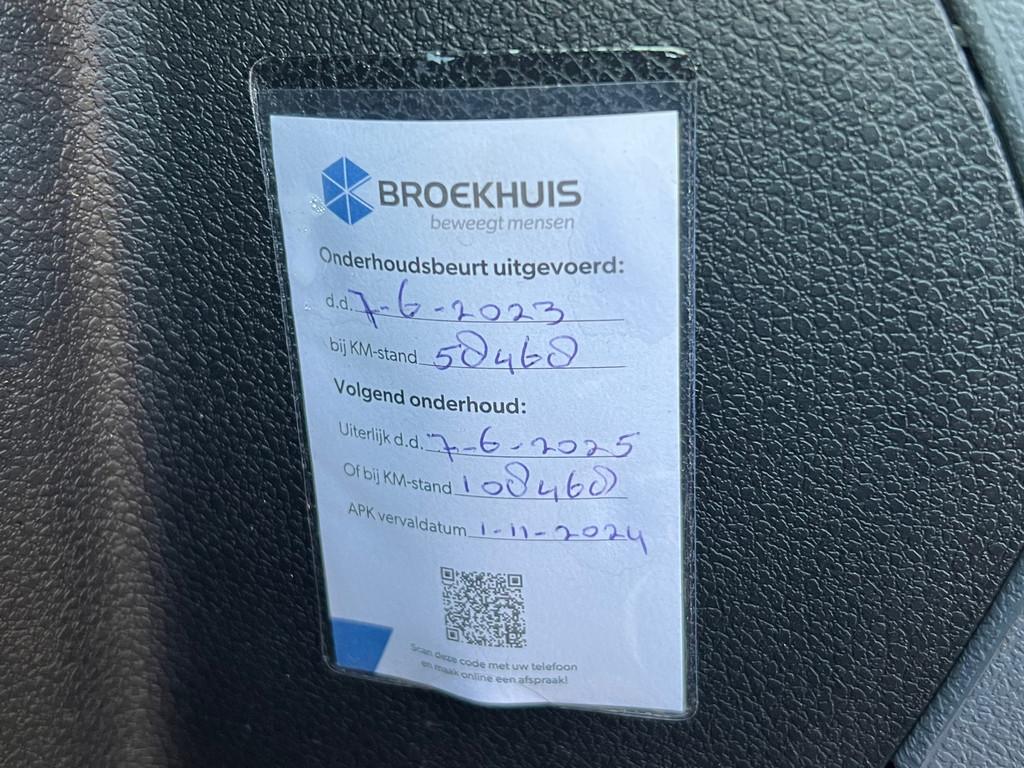 BROEKHUIS
beweegt mensen
Onderhoudsbeurt uitgevoerd:
d.d. 7-6-2023
bij KM-stand 58468
Volgend onderhoud:
Uiterlijk d.d. 7-6-2025
Of bij KM-stand 108468
APK vervaldatum 1-11-2024
Scan deze code met uw telefoon
en maak online een afspraak!